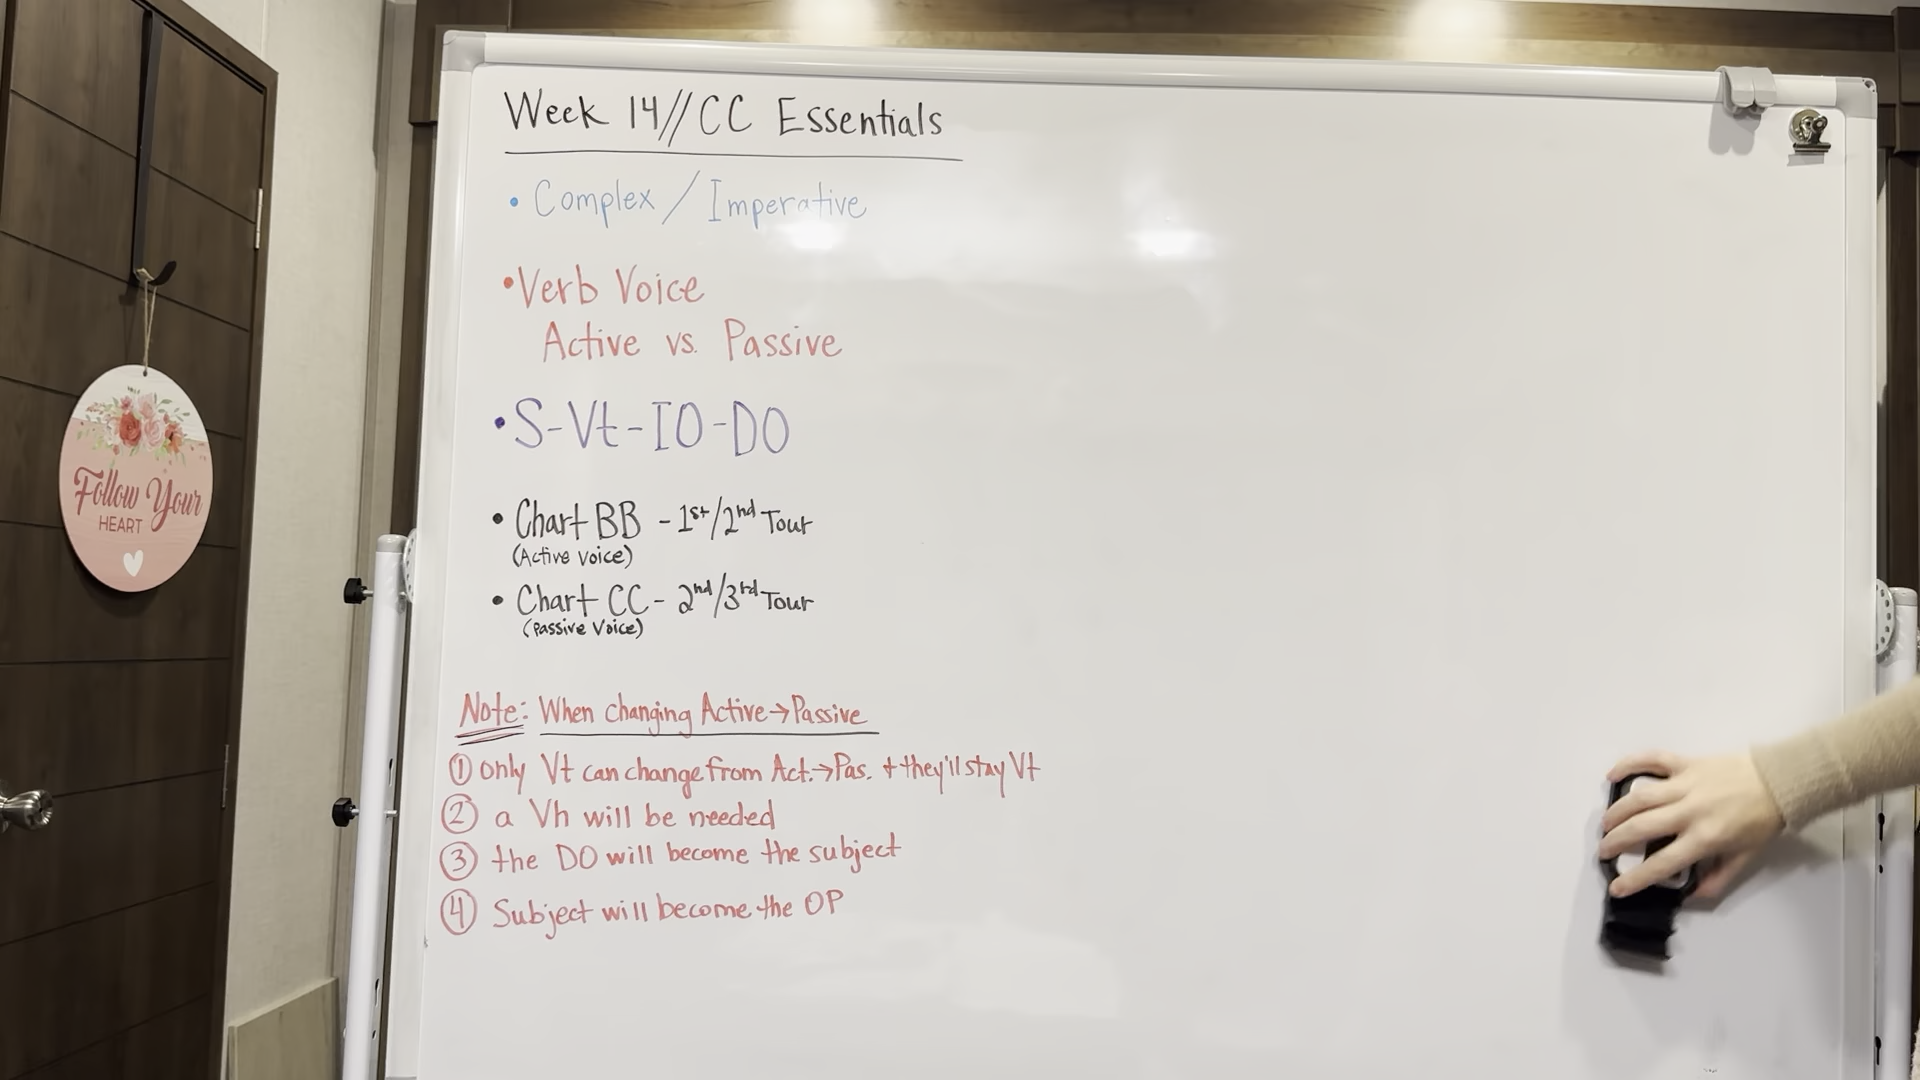 Week 14//CC Essentials
• Complex / Imperative
• Verb Voice
Active vs. Passive
• S-Vt-IO-DO
• Chart BB - 1st/2nd Tour
(Active Voice)
• Chart CC - 2nd/3rd Tour
(Passive Voice)
Note: When changing Active→Passive
① only Vt can change from Act.→Pas. + they'll stay Vt
② a Vh will be needed
③ the DO will become the subject
④ Subject will become the OP
Follow Your
HEART